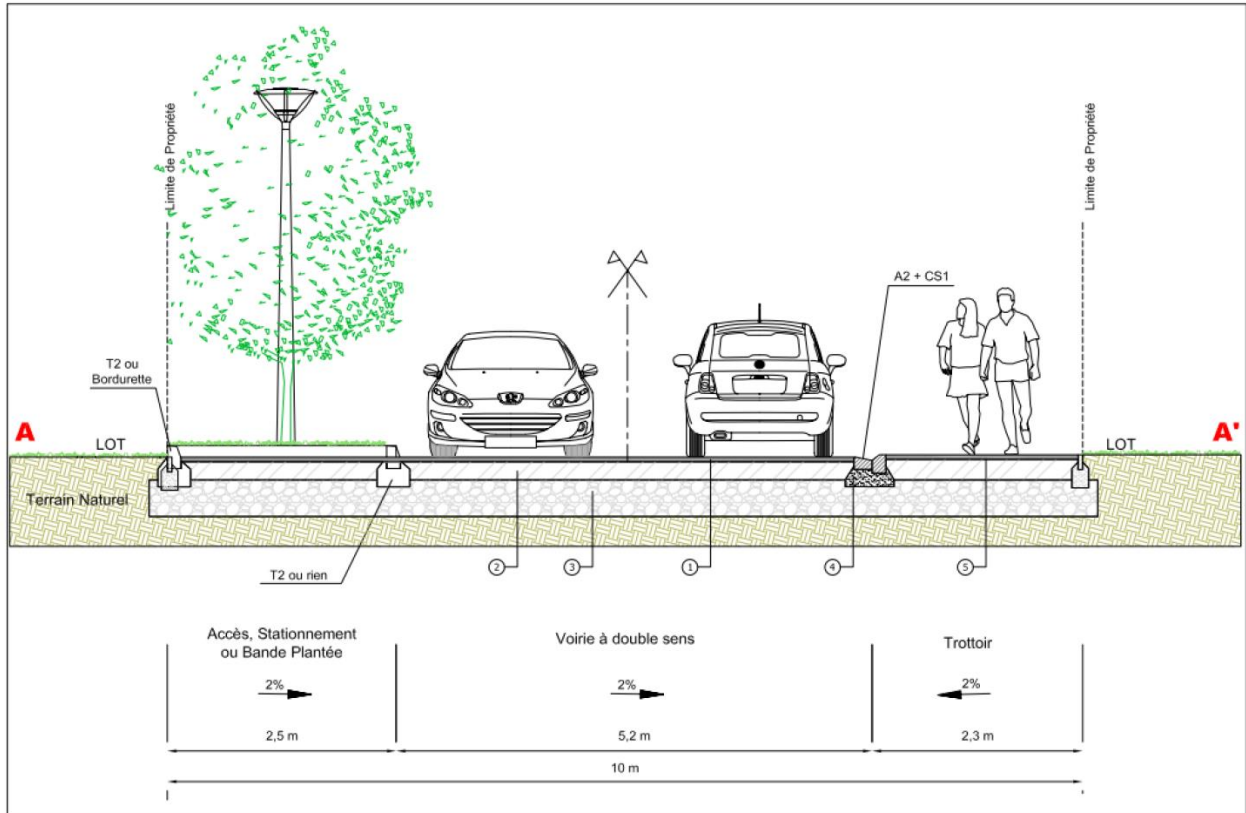 Limite de Propriété
Limite de Propriété
A2 + CS1
T2 ou
Bordurette
A
LOT
LOT
A'
Terrain Naturel
T2 ou rien
2
3
1
4
5
Accès, Stationnement
ou Bande Plantée
Voirie à double sens
Trottoir
2%
2%
2%
2,5 m
5,2 m
2,3 m
10 m